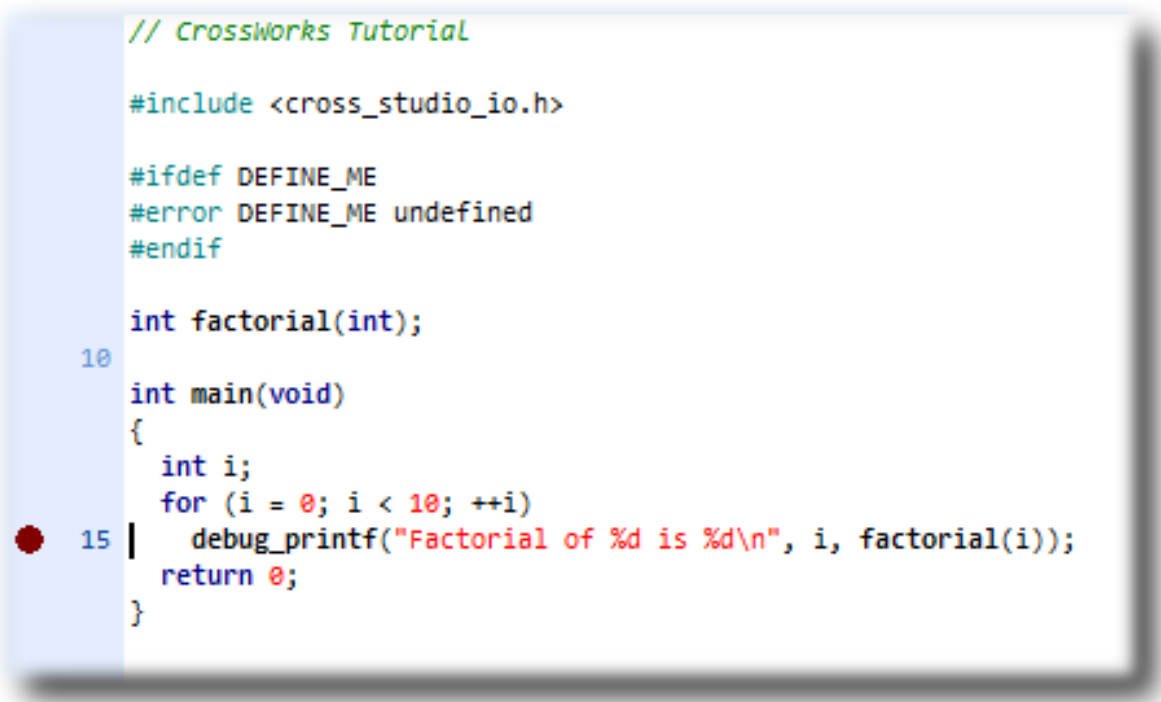 // CrossWorks Tutorial
#include <cross_studio_io.h>
#ifdef DEFINE_ME
#error DEFINE_ME undefined
#endif
int factorial(int);
10
int main(void)
{
int i;
for (i = 0; i < 10; ++i)
15 debug_printf("Factorial of %d is %d\n", i, factorial(i));
return 0;
}